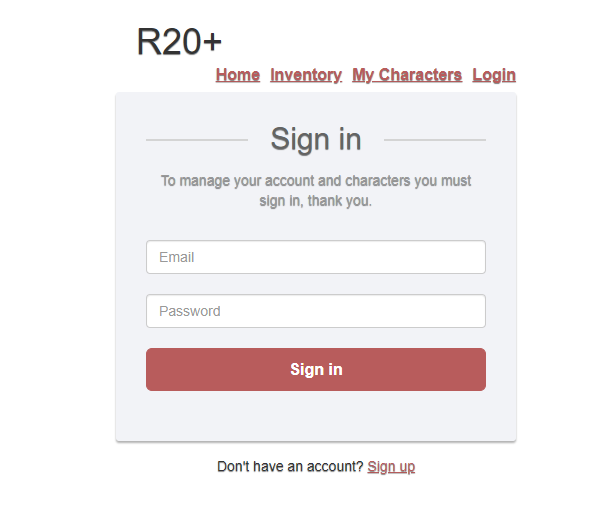 R20+
Home Inventory My Characters Login
Sign in
To manage your account and characters you must
sign in, thank you.
Email
Password
Sign in
Don't have an account? Sign up